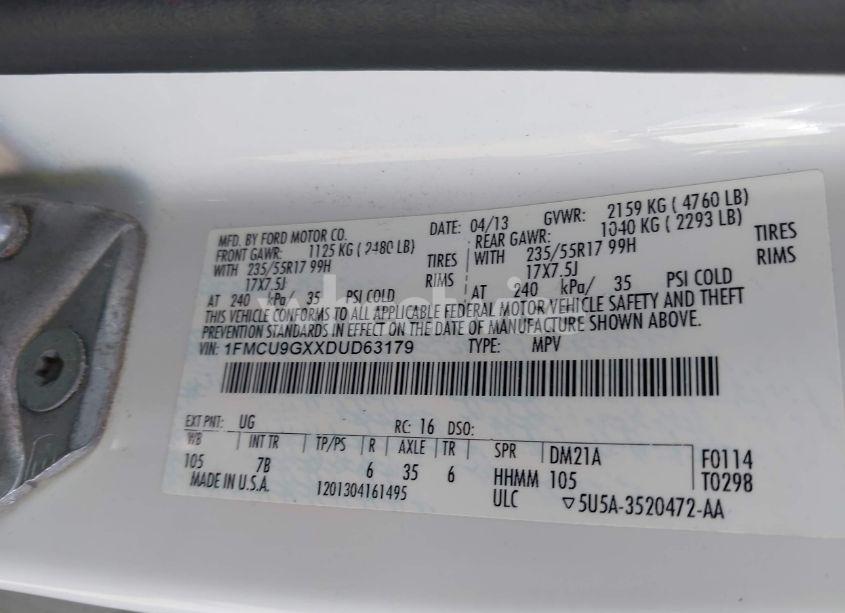 MFD. BY FORD MOTOR CO. DATE: 04/13 GVWR: 2159 KG ( 4760 LB)
FRONT GAWR: 1125 KG ( 2480 LB) REAR GAWR: 1040 KG ( 2293 LB)
WITH 235/55R17 99H TIRES WITH 235/55R17 99H TIRES
17X7.5J RIMS 17X7.5J RIMS
AT 240 kPa/ 35 PSI COLD AT 240 kPa/ 35 PSI COLD
THIS VEHICLE CONFORMS TO ALL APPLICABLE FEDERAL MOTOR VEHICLE SAFETY AND THEFT
PREVENTION STANDARDS IN EFFECT ON THE DATE OF MANUFACTURE SHOWN ABOVE.
VIN: 1FMCU9GXXDUD63179 TYPE: MPV
EXT PNT: UG RC: 16 DSO:
WB INT TR TP/PS R AXLE TR SPR DM21A F0114
105 7B 6 35 6 HHMM 105 T0298
MADE IN U.S.A. 1201304161495 ULC ▽5U5A-3520472-AA